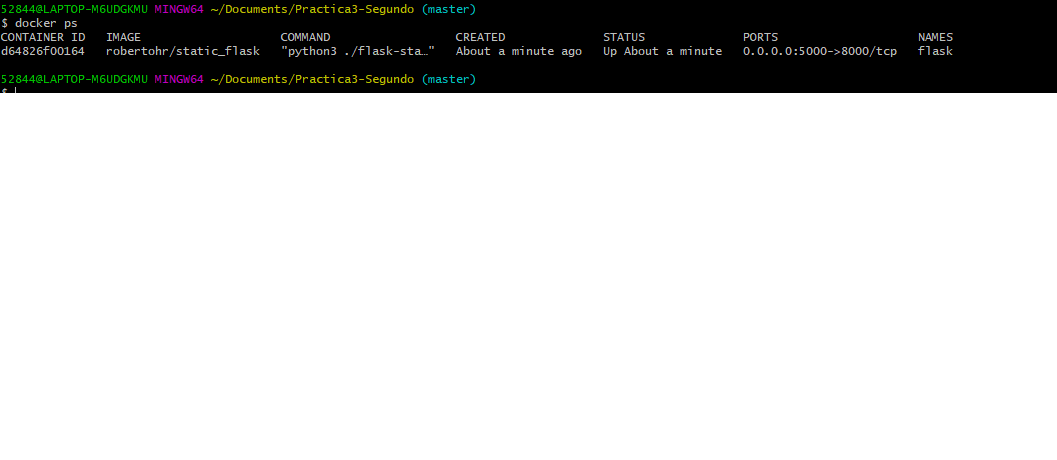 52844@LAPTOP-M6UDGKMU MINGW64 ~/Documents/Practica3-Segundo (master)
$ docker ps
CONTAINER ID   IMAGE                    COMMAND                  CREATED              STATUS              PORTS                    NAMES
d64826f00164   robertohr/static_flask   "python3 ./flask-sta…"   About a minute ago   Up About a minute   0.0.0.0:5000->8000/tcp   flask
52844@LAPTOP-M6UDGKMU MINGW64 ~/Documents/Practica3-Segundo (master)
$